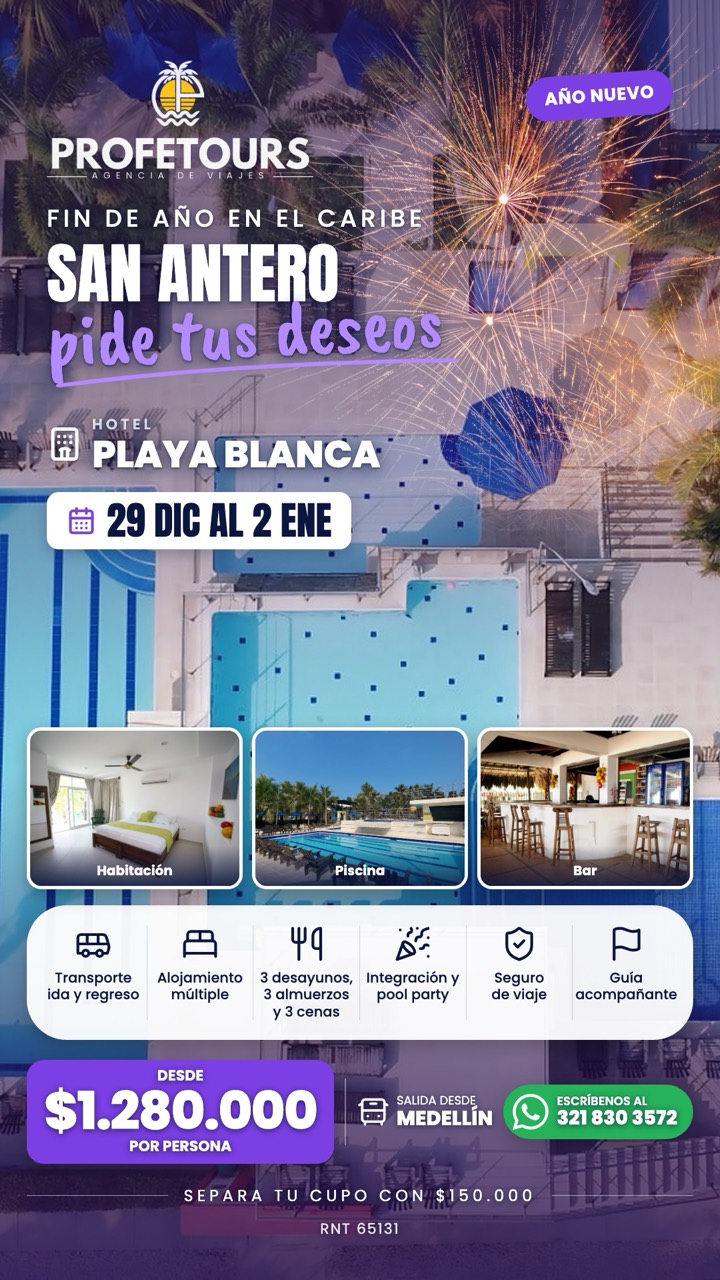 AÑO NUEVO
PROFETOURS
AGENCIA DE VIAJES
FIN DE AÑO EN EL CARIBE
SAN ANTERO
pide tus deseos
HOTEL
PLAYA BLANCA
29 DIC AL 2 ENE
Habitación
Piscina
Bar
Transporte
ida y regreso
Alojamiento
múltiple
3 desayunos,
3 almuerzos
y 3 cenas
Integración y
pool party
Seguro
de viaje
Guía
acompañante
DESDE
$1.280.000
POR PERSONA
SALIDA DESDE
MEDELLÍN
ESCRÍBENOS AL
321 830 3572
SEPARA TU CUPO CON $150.000
RNT 65131